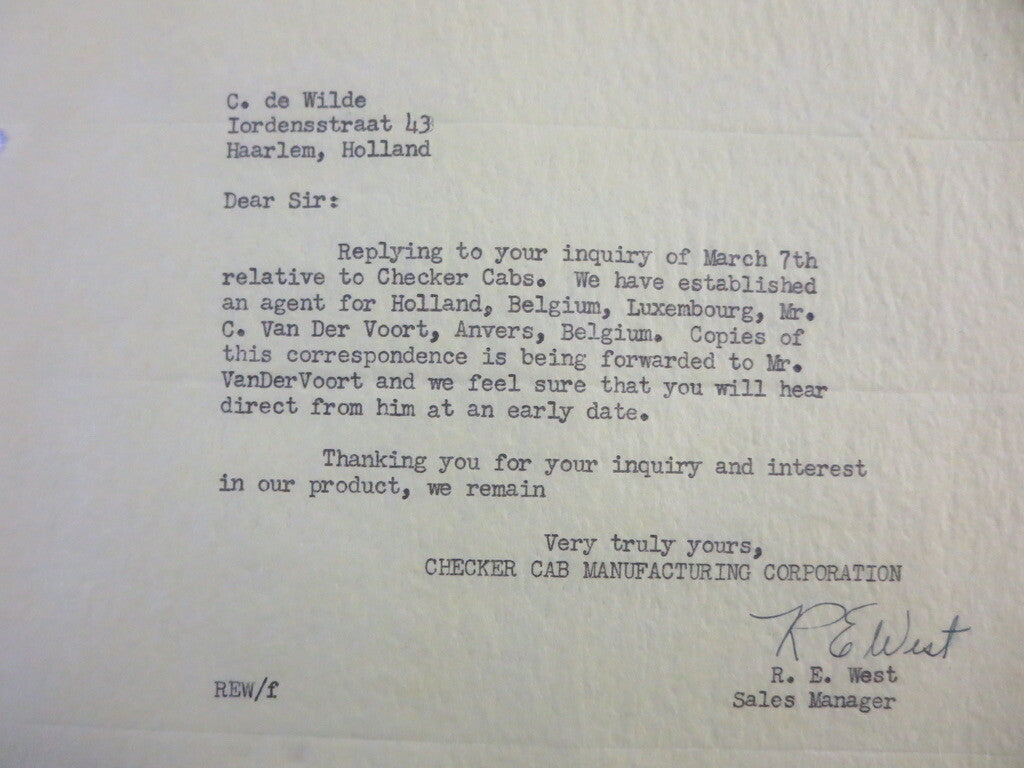 C. de Wilde
Iordensstraat 43
Haarlem, Holland
Dear Sir:
Replying to your inquiry of March 7th
relative to Checker Cabs. We have established
an agent for Holland, Belgium, Luxembourg, Mr.
C. Van Der Voort, Anvers, Belgium. Copies of
this correspondence is being forwarded to Mr.
VanDerVoort and we feel sure that you will hear
direct from him at an early date.
Thanking you for your inquiry and interest
in our product, we remain
Very truly yours,
CHECKER CAB MANUFACTURING CORPORATION
R E West
R. E. West
REW/f
Sales Manager